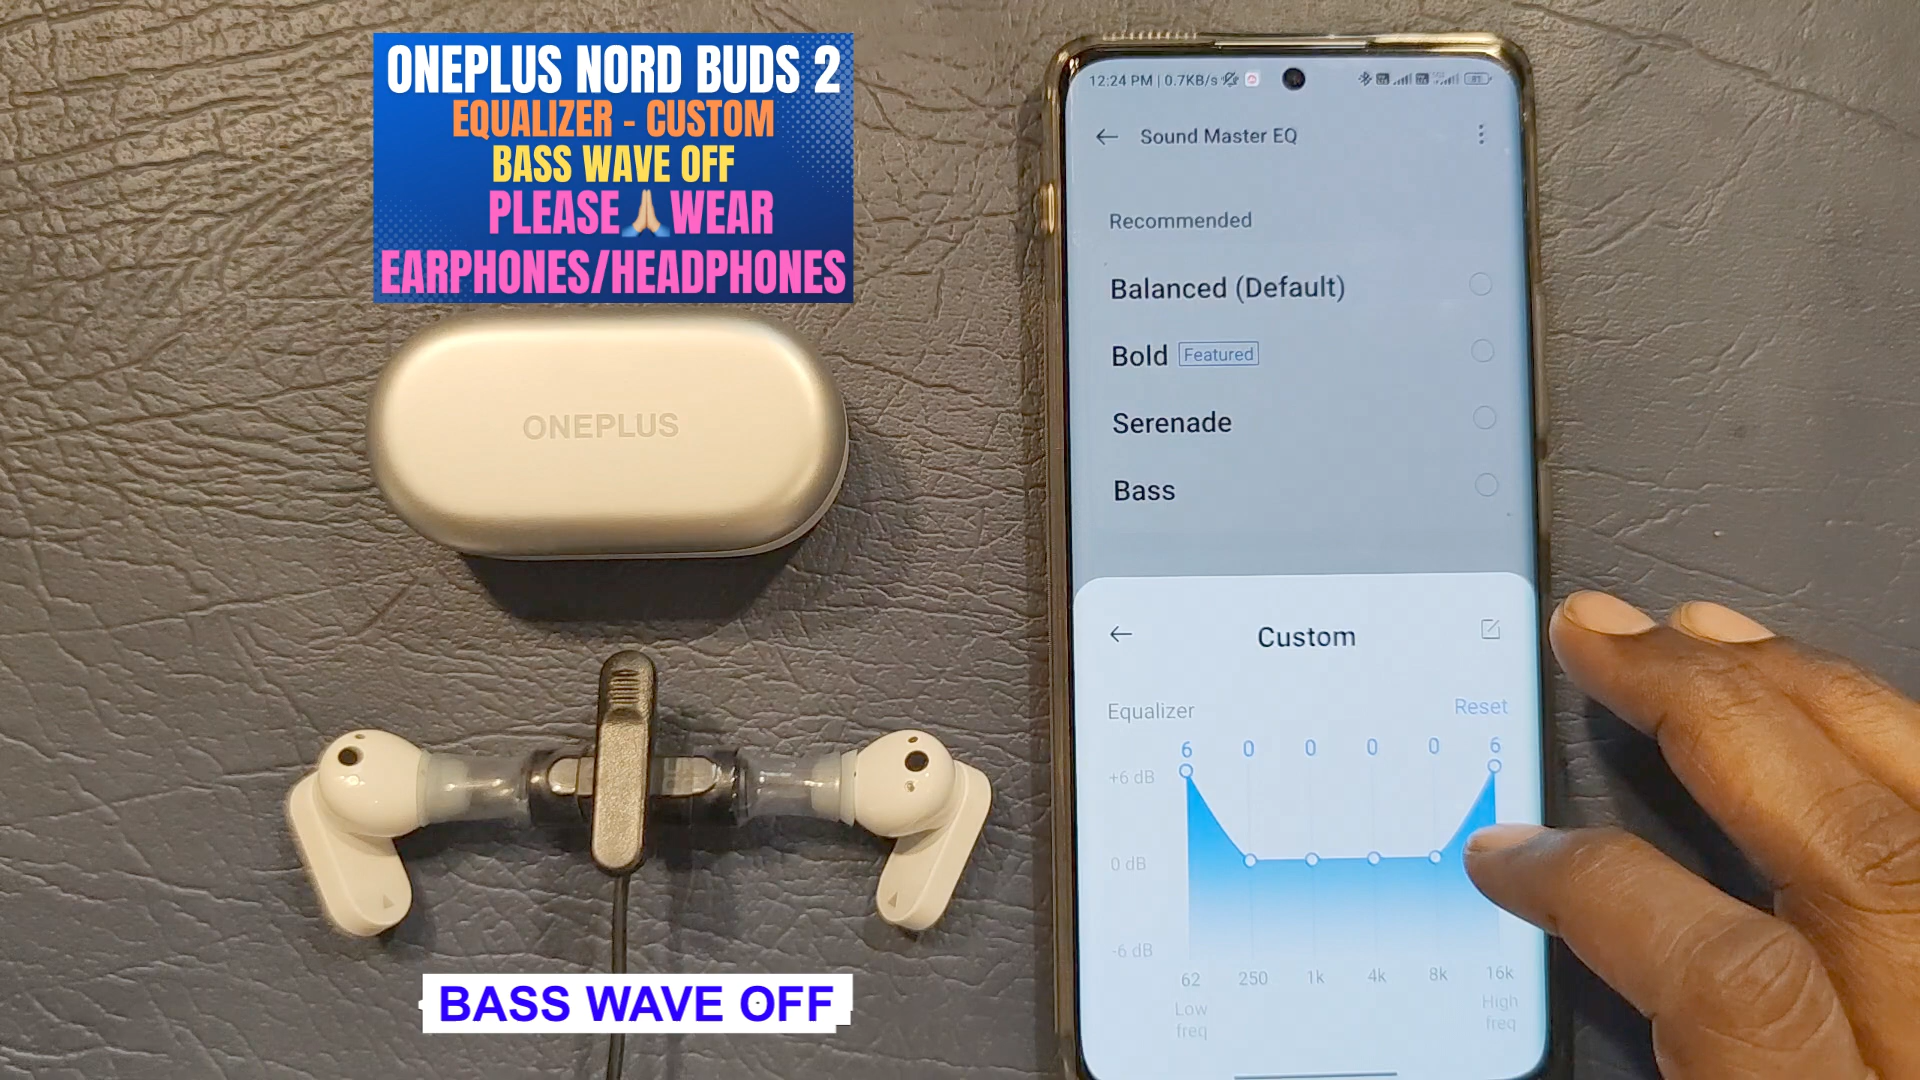 ONEPLUS NORD BUDS 2
EQUALIZER - CUSTOM
BASS WAVE OFF
PLEASE🙏WEAR
EARPHONES/HEADPHONES
ONEPLUS
BASS WAVE OFF
12:24 PM | 0.7KB/s
81
Sound Master EQ
Recommended
Balanced (Default)
Bold Featured
Serenade
Bass
Custom
Equalizer Reset
6 0 0 0 0 6
+6 dB
0 dB
-6 dB
62 250 1k 4k 8k 16k
Low freq High freq